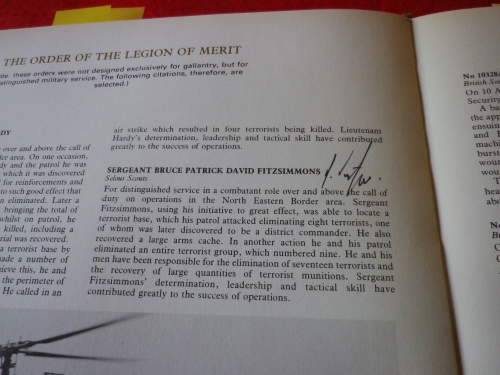 THE ORDER OF THE LEGION OF MERIT
these orders were not designed exclusively for gallantry, but for
distinguished military service. The following citations, therefore, are
selected.)
DY
over and above the call of
der area. On one occasion,
dy and the patrol he was
which it was discovered
for reinforcements and
to such good effect that
n eliminated. Later a
bringing the total of
whilst on patrol, he
killed, including a
rial was recovered.
a terrorist base by
made a number of
ieve this, he and
the perimeter of
He called in an
air strike which resulted in four terrorists being killed. Lieutenant
Hardy's determination, leadership and tactical skill have contributed
greatly to the success of operations.
SERGEANT BRUCE PATRICK DAVID FITZSIMMONS
Selous Scouts
For distinguished service in a combatant role over and above the call of
duty on operations in the North Eastern Border area. Sergeant
Fitzsimmons, using his initiative to great effect, was able to locate a
terrorist base, which his patrol attacked eliminating eight terrorists, one
of whom was later discovered to be a district commander. He also
recovered a large arms cache. In another action he and his patrol
eliminated an entire terrorist group, which numbered nine. He and his
men have been responsible for the elimination of seventeen terrorists and
the recovery of large quantities of terrorist munitions. Sergeant
Fitzsimmons' determination, leadership and tactical skill have
contributed greatly to the success of operations.
No 10328
British
On 10 A
Security
A ba
the app
ensuin
and
machi
burst
wou
wou
T
hea
abo
No